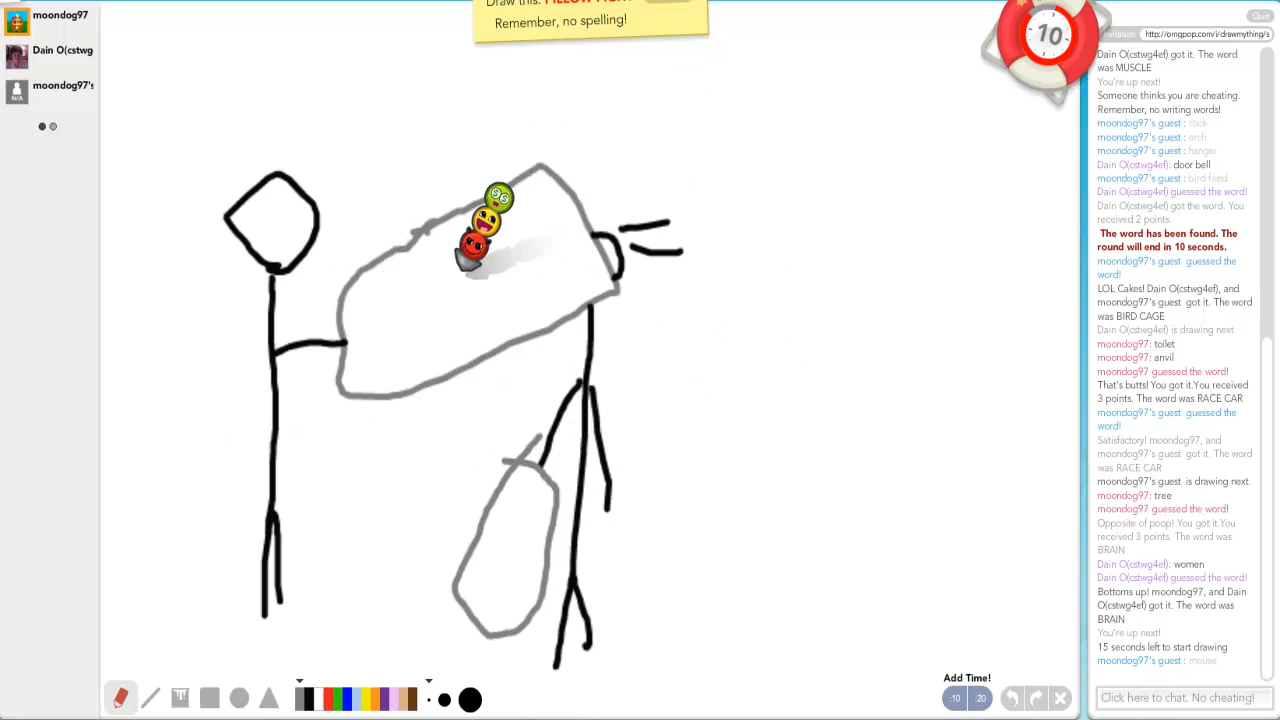 moondog97
Dain O(cstwg
moondog97's
N/A
Draw this: PILLOW FIGHT
Remember, no spelling!
10
Quit
http://omgpop.com/i/drawmything/s
Dain O(cstwg4ef) got it. The word
was MUSCLE
You're up next!
Someone thinks you are cheating.
Remember, no writing words!
moondog97's guest : rock
moondog97's guest : arch
moondog97's guest : hanger
Dain O(cstwg4ef): door bell
moondog97's guest : bird feed
Dain O(cstwg4ef) guessed the word!
Dain O(cstwg4ef) got the word. You
received 2 points.
The word has been found. The
round will end in 10 seconds.
moondog97's guest guessed the
word!
LOL Cakes! Dain O(cstwg4ef), and
moondog97's guest got it. The word
was BIRD CAGE
Dain O(cstwg4ef) is drawing next
moondog97: toilet
moondog97: anvil
moondog97 guessed the word!
That's butts! You got it.You received
3 points. The word was RACE CAR
moondog97's guest guessed the
word!
Satisfactory! moondog97, and
moondog97's guest got it. The word
was RACE CAR
moondog97's guest is drawing next
moondog97: tree
moondog97 guessed the word!
Opposite of poop! You got it.You
received 3 points. The word was
BRAIN
Dain O(cstwg4ef): women
Dain O(cstwg4ef) guessed the word!
Bottoms up! moondog97, and Dain
O(cstwg4ef) got it. The word was
BRAIN
You're up next!
15 seconds left to start drawing
moondog97's guest : mouse
Add Time!
-10
-20
Click here to chat. No cheating!